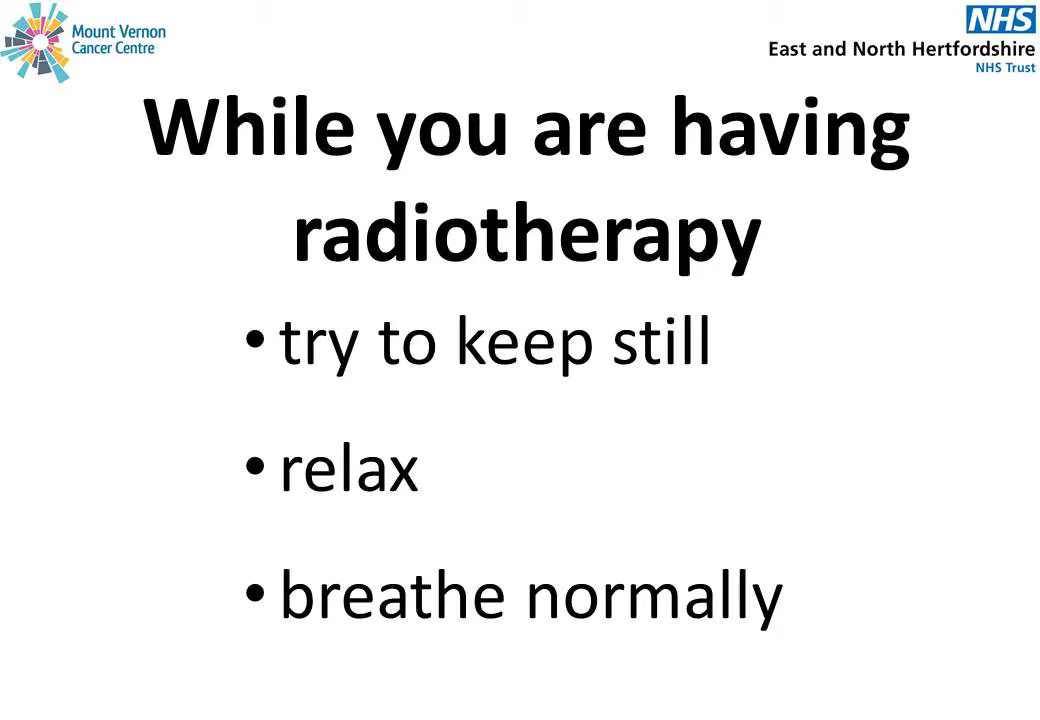 Mount Vernon
Cancer Centre
NHS
East and North Hertfordshire
NHS Trust
While you are having
radiotherapy
• try to keep still
• relax
• breathe normally